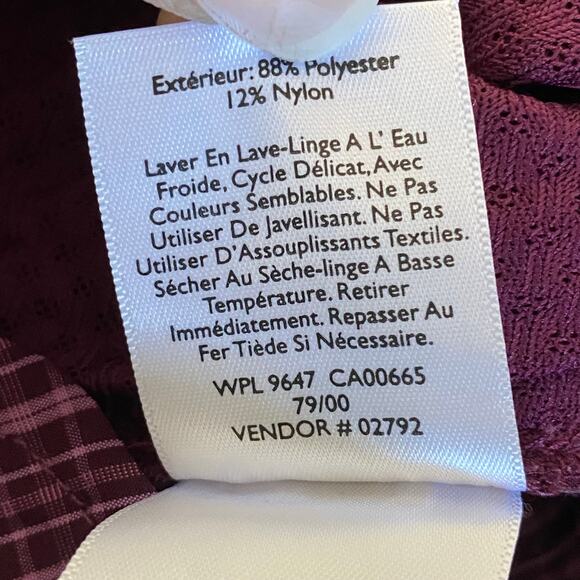 Extérieur: 88% Polyester
12% Nylon
Laver En Lave-Linge A L' Eau
Froide, Cycle Délicat,Avec
Couleurs Semblables. Ne Pas
Utiliser De Javellisant. Ne Pas
Utiliser D'Assouplissants Textiles.
Sécher Au Sèche-linge A Basse
Température. Retirer
Immédiatement. Repasser Au
Fer Tiède Si Nécessaire.
WPL 9647 CA00665
79/00
VENDOR # 02792